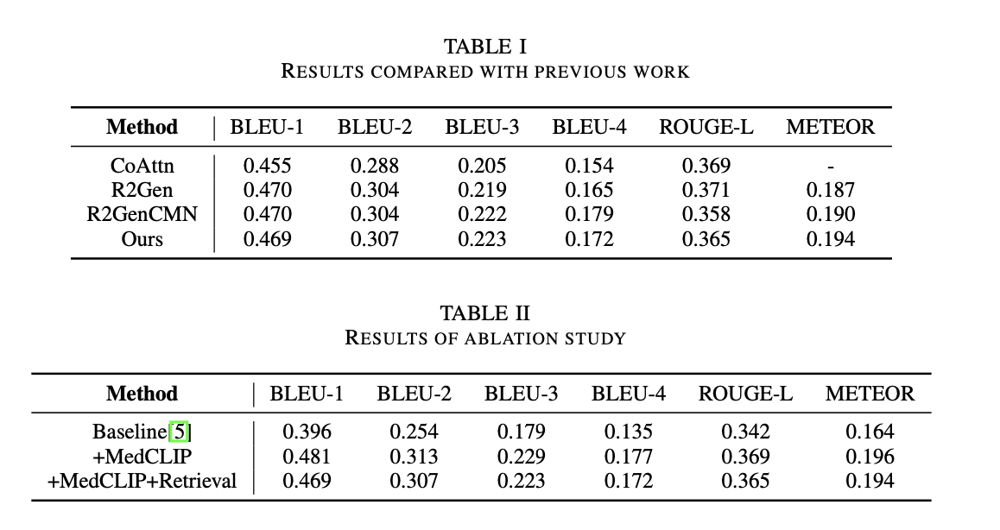 TABLE I
RESULTS COMPARED WITH PREVIOUS WORK
Method BLEU-1 BLEU-2 BLEU-3 BLEU-4 ROUGE-L METEOR
CoAttn 0.455 0.288 0.205 0.154 0.369 -
R2Gen 0.470 0.304 0.219 0.165 0.371 0.187
R2GenCMN 0.470 0.304 0.222 0.179 0.358 0.190
Ours 0.469 0.307 0.223 0.172 0.365 0.194
TABLE II
RESULTS OF ABLATION STUDY
Method BLEU-1 BLEU-2 BLEU-3 BLEU-4 ROUGE-L METEOR
Baseline[5] 0.396 0.254 0.179 0.135 0.342 0.164
+MedCLIP 0.481 0.313 0.229 0.177 0.369 0.196
+MedCLIP+Retrieval 0.469 0.307 0.223 0.172 0.365 0.194